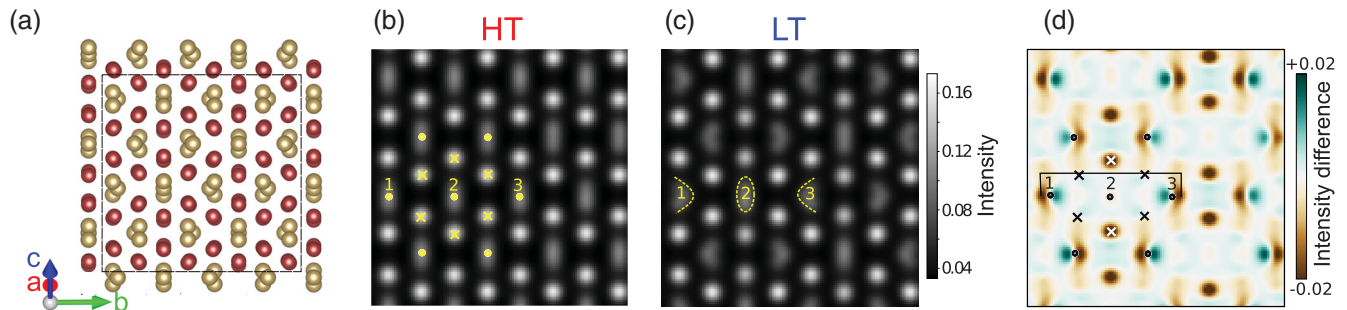 (a)
c
a
b
(b)
HT
1
2
3
(c)
LT
1
2
3
0.16
0.12
0.08
0.04
Intensity
(d)
1
2
3
+0.02
-0.02
Intensity difference